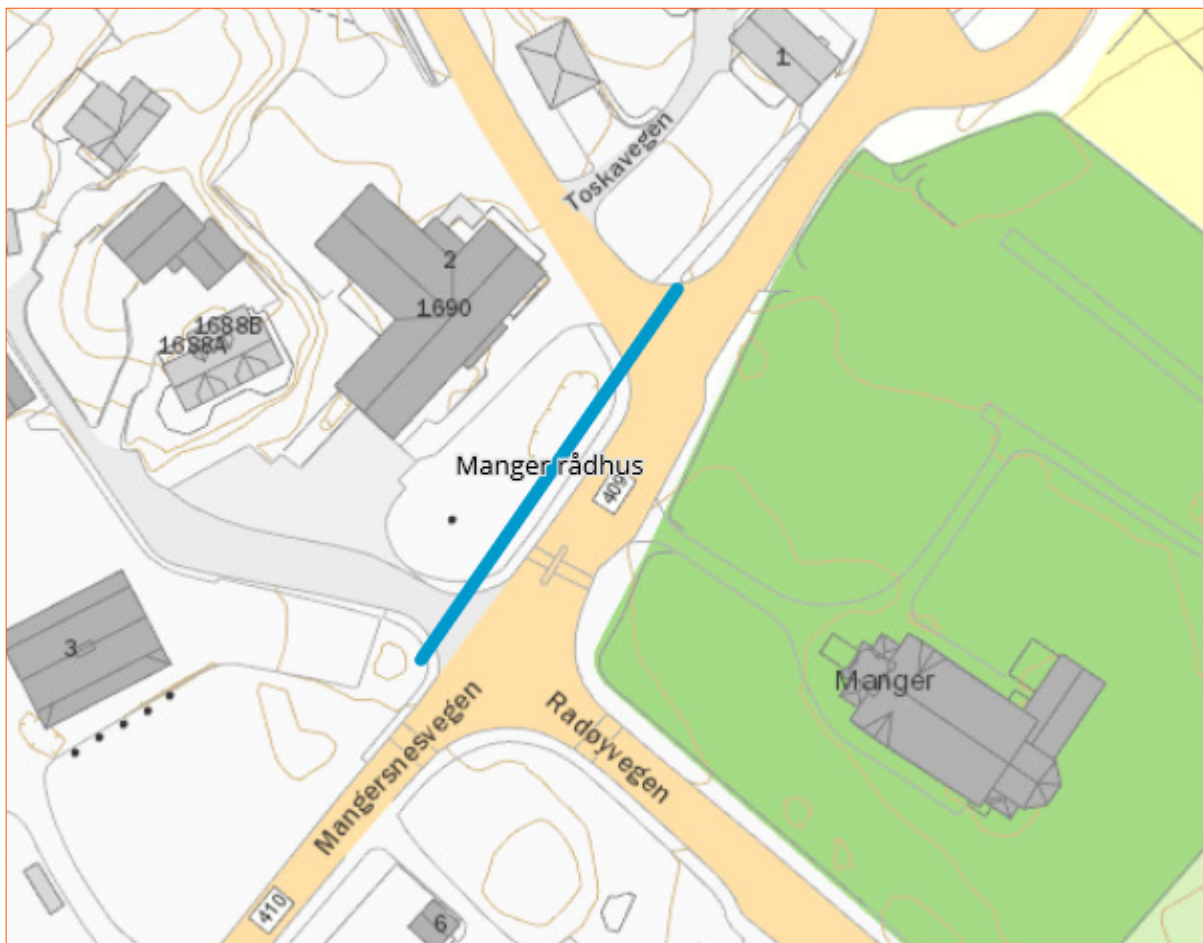 1
Toskavegen
2
1690
1688B
1688A
Manger rådhus
409
3
Manger
Mangersnesvegen
Radøyvegen
410
6